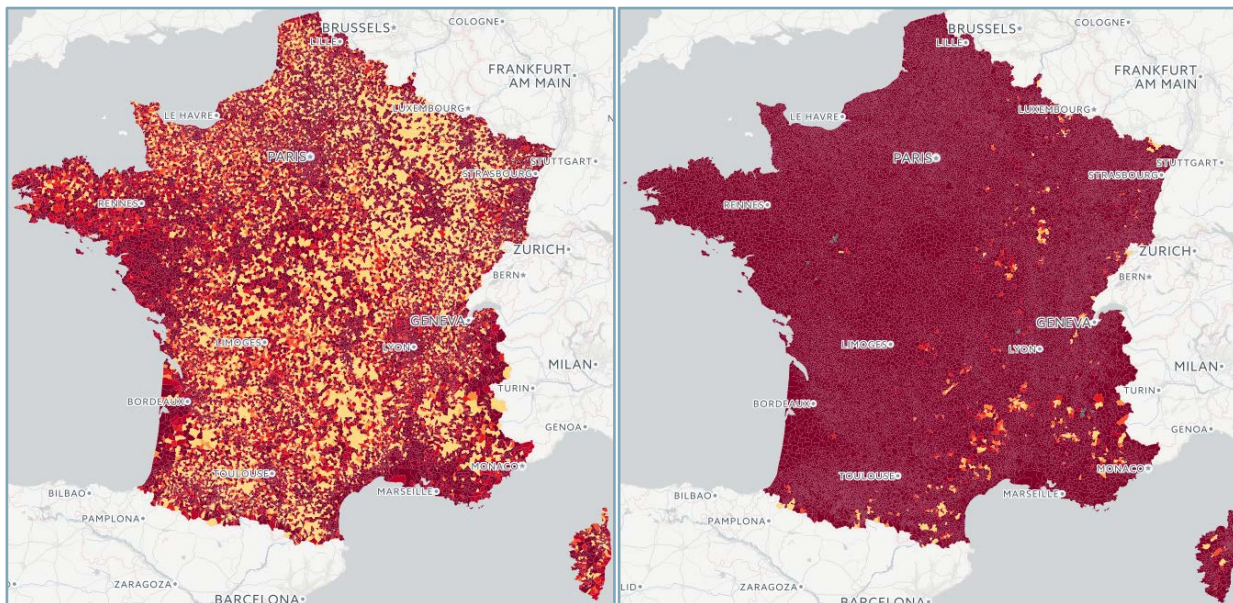 BRUSSELS
COLOGNE
LILLE
FRANKFURT
AM MAIN
LE HAVRE
LUXEMBOURG
PARIS
STUTTGART
STRASBOURG
RENNES
ZURICH
BERN
GENEVA
LIMOGES
LYON
MILAN
TURIN
BORDEAUX
GENOA
TOULOUSE
MONACO
MARSEILLE
BILBAO
PAMPLONA
ZARAGOZA
BARCELONA
BRUSSELS
COLOGNE
LILLE
FRANKFURT
AM MAIN
LE HAVRE
LUXEMBOURG
PARIS
STUTTGART
STRASBOURG
RENNES
ZURICH
BERN
GENEVA
LIMOGES
LYON
MILAN
TURIN
BORDEAUX
GENOA
TOULOUSE
MONACO
MARSEILLE
BILBAO
PAMPLONA
LID
ZARAGOZA
BARCELONA